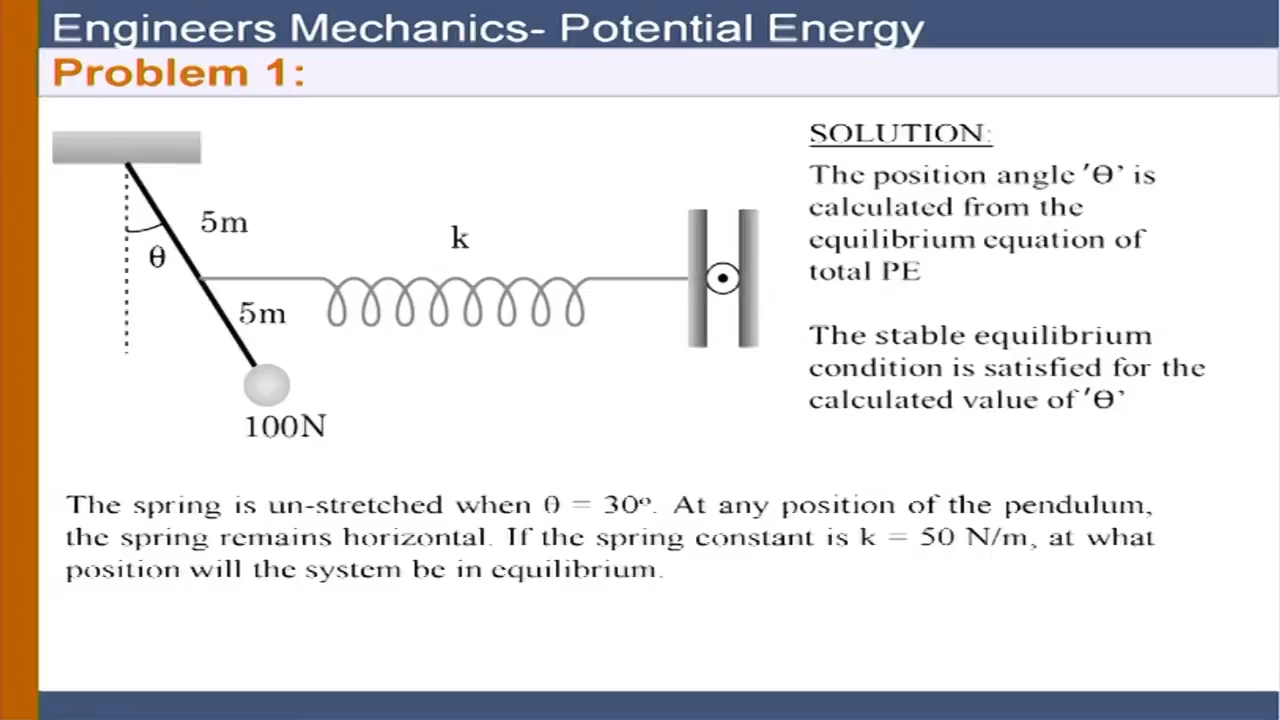 Engineers Mechanics- Potential Energy
Problem 1:
5m
θ
k
5m
100N
SOLUTION:
The position angle ′Θ’ is
calculated from the
equilibrium equation of
total PE
The stable equilibrium
condition is satisfied for the
calculated value of ′Θ’
The spring is un-stretched when θ = 30º. At any position of the pendulum,
the spring remains horizontal. If the spring constant is k = 50 N/m, at what
position will the system be in equilibrium.